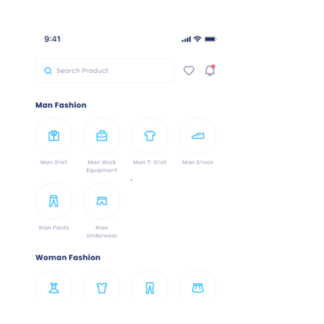 9:41
Search Product
Man Fashion
Man Shirt
Man Work
Equipment
Man T-Shirt
Man Shoes
Man Pants
Man
Underwear
Woman Fashion